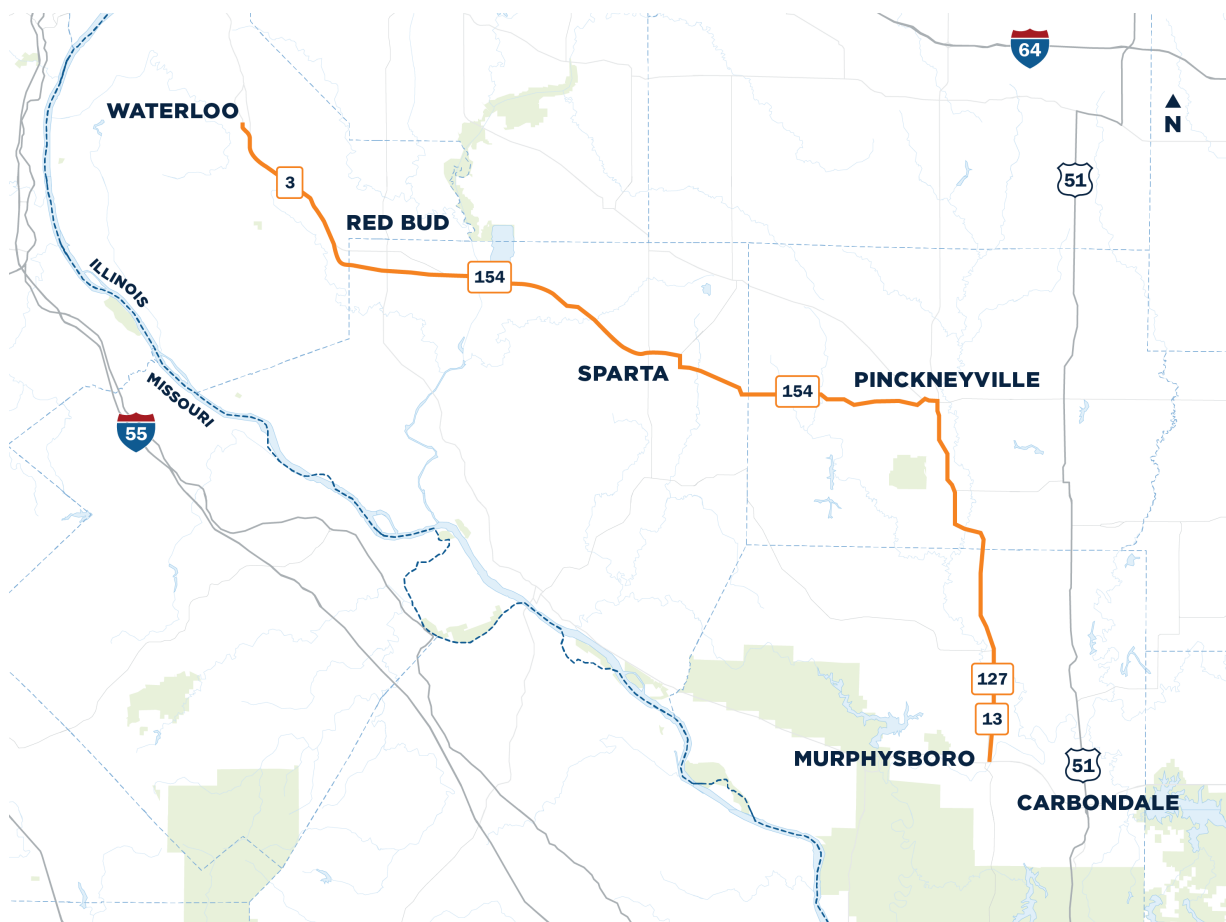 64
WATERLOO
N
3
51
RED BUD
154
ILLINOIS
SPARTA
PINCKNEYVILLE
154
MISSOURI
55
127
13
MURPHYSBORO
51
CARBONDALE